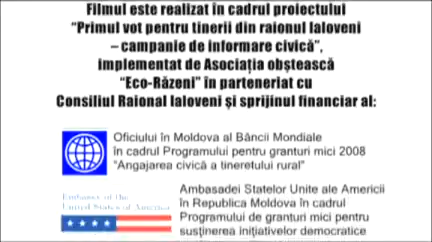 Filmul este realizat în cadrul proiectului
"Primul vot pentru tinerii din raionul Ialoveni
– campanie de informare civică",
implementat de Asociația obștească
"Eco-Răzeni" în parteneriat cu
Consiliul Raional Ialoveni și sprijinul financiar al:
Oficiului în Moldova al Băncii Mondiale
în cadrul Programului pentru granturi mici 2008
"Angajarea civică a tineretului rural"
Embassy of the
United States of America
Ambasadei Statelor Unite ale Americii
în Republica Moldova în cadrul
Programului de granturi mici pentru
susținerea inițiativelor democratice